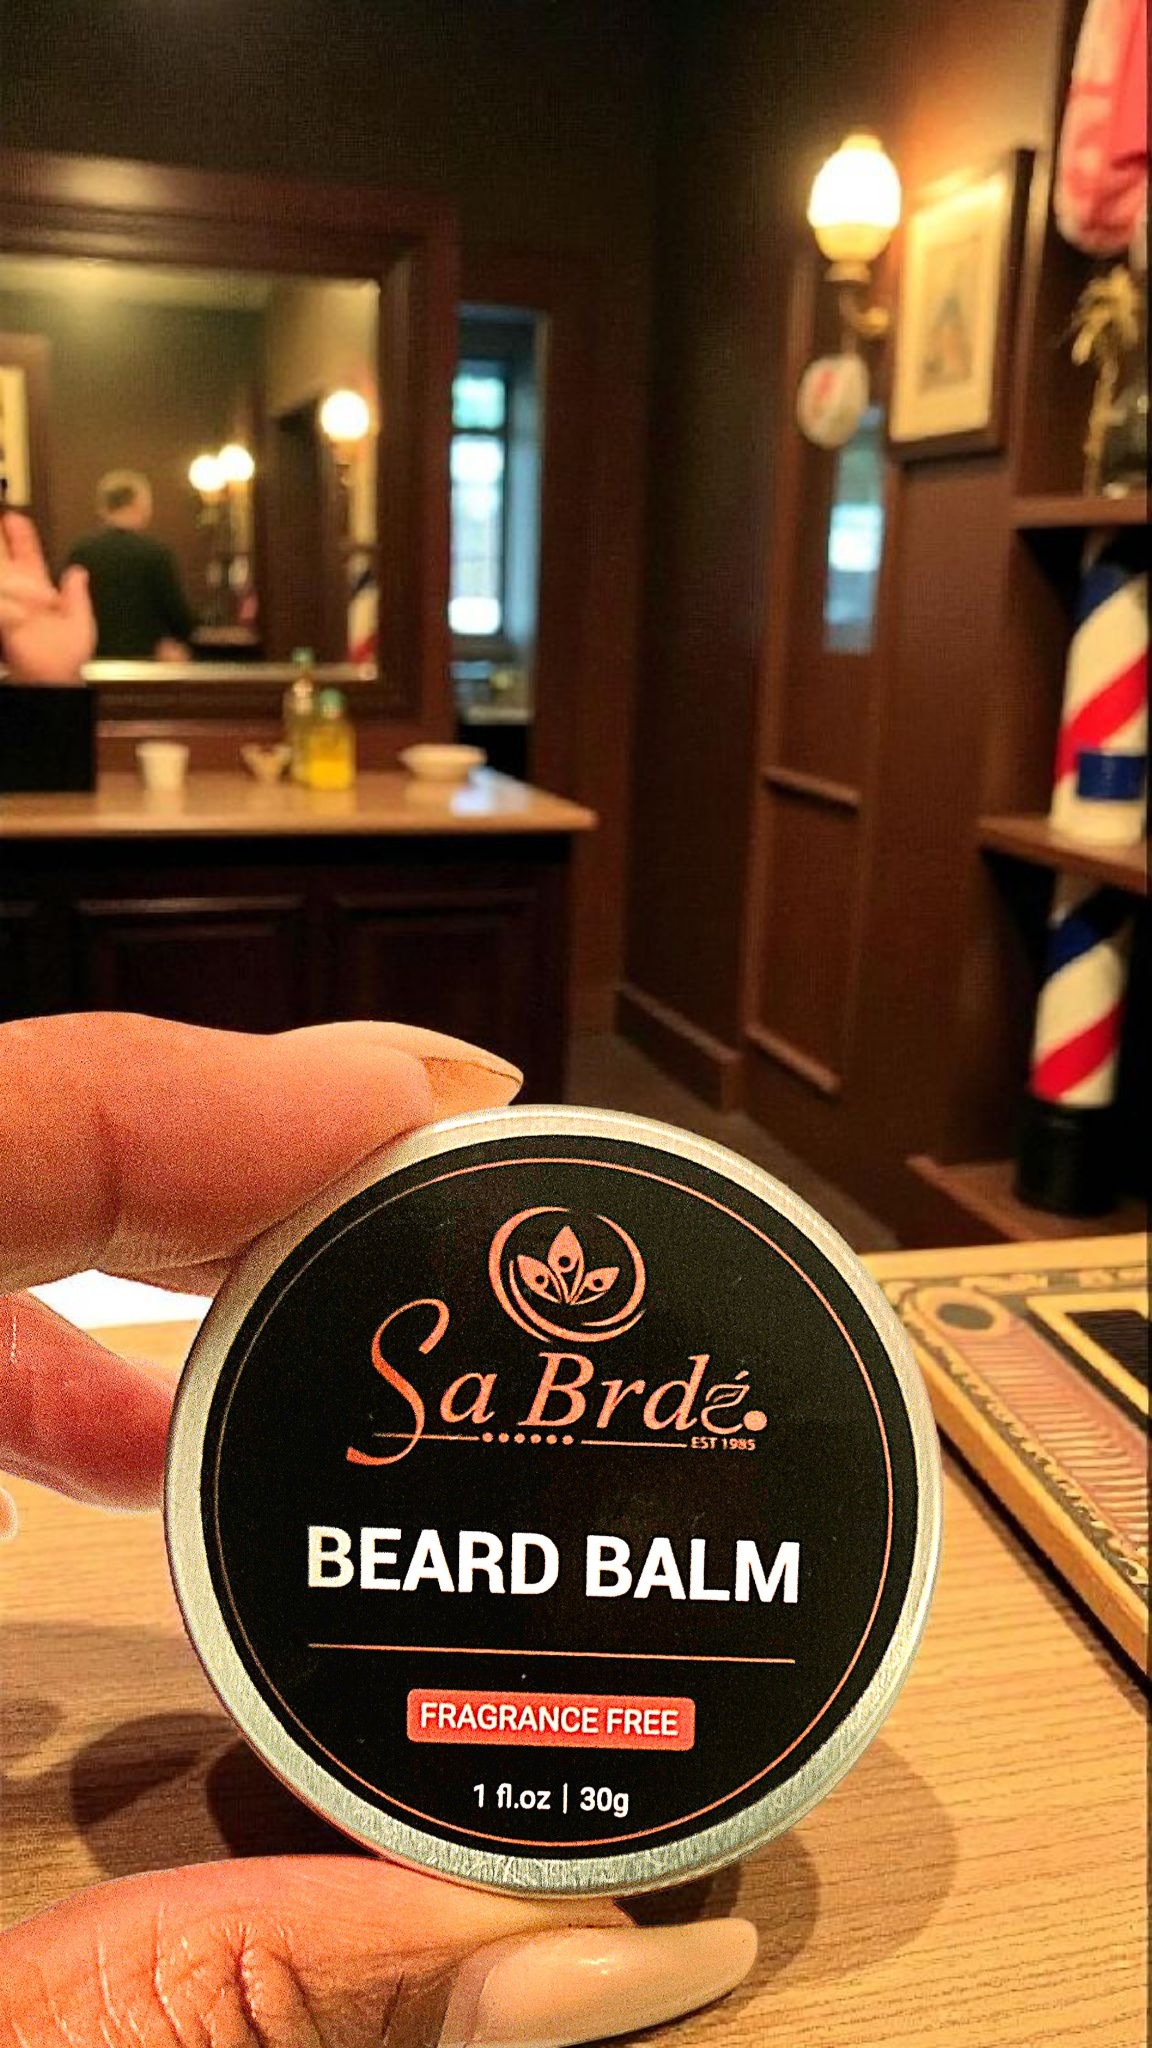 Sa Brdé.
EST 1985
BEARD BALM
FRAGRANCE FREE
1 fl.oz | 30g